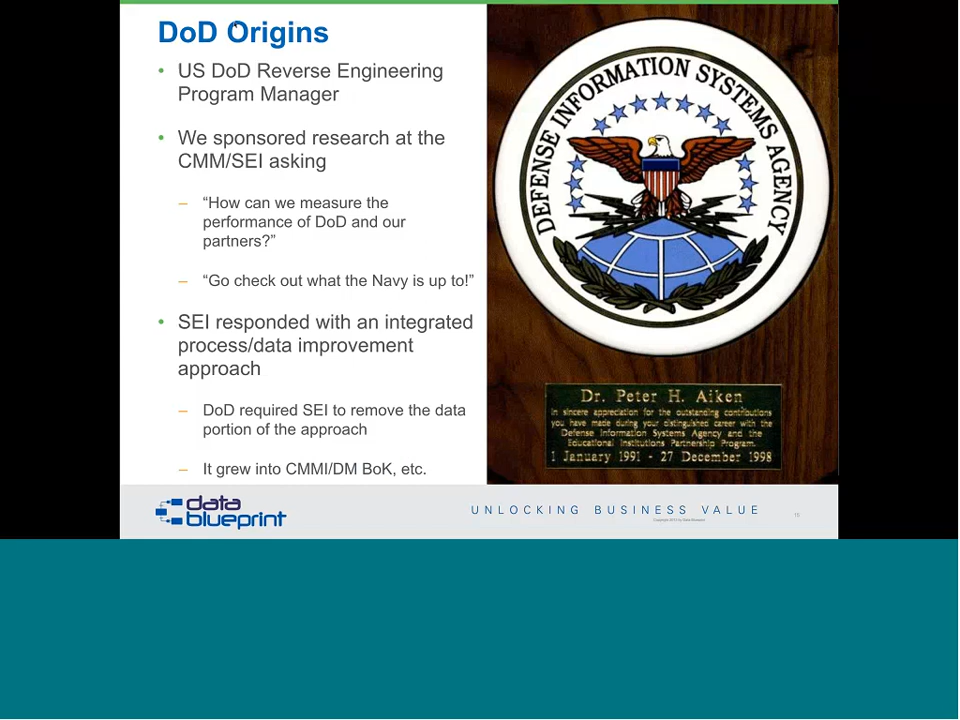 DoD Origins
• US DoD Reverse Engineering
Program Manager
• We sponsored research at the
CMM/SEI asking
– “How can we measure the
performance of DoD and our
partners?”
– “Go check out what the Navy is up to!”
• SEI responded with an integrated
process/data improvement
approach
– DoD required SEI to remove the data
portion of the approach
– It grew into CMMI/DM BoK, etc.
DEFENSE INFORMATION SYSTEMS AGENCY
Dr. Peter H. Aiken
In sincere appreciation for the outstanding contributions
you have made during your distinguished career with the
Defense Information Systems Agency and the
Educational Institutions Partnership Program.
1 January 1991 - 27 December 1998
data
blueprint
UNLOCKING BUSINESS VALUE